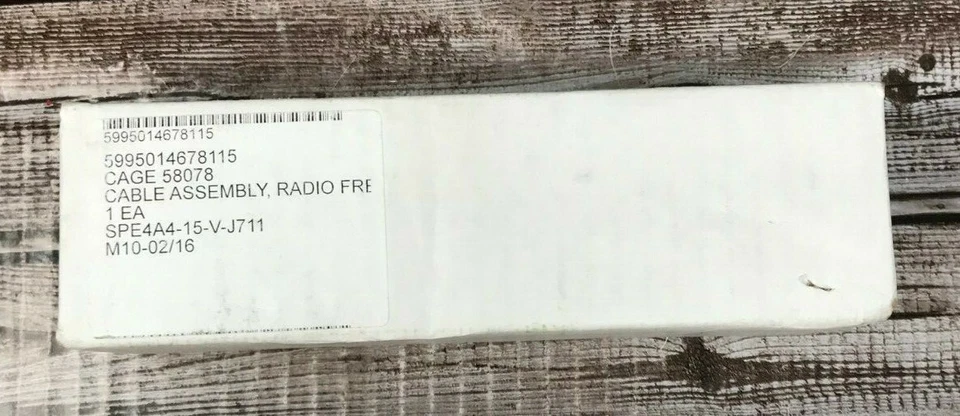 5995014678115
5995014678115
CAGE 58078
CABLE ASSEMBLY, RADIO FRE
1 EA
SPE4A4-15-V-J711
M10-02/16